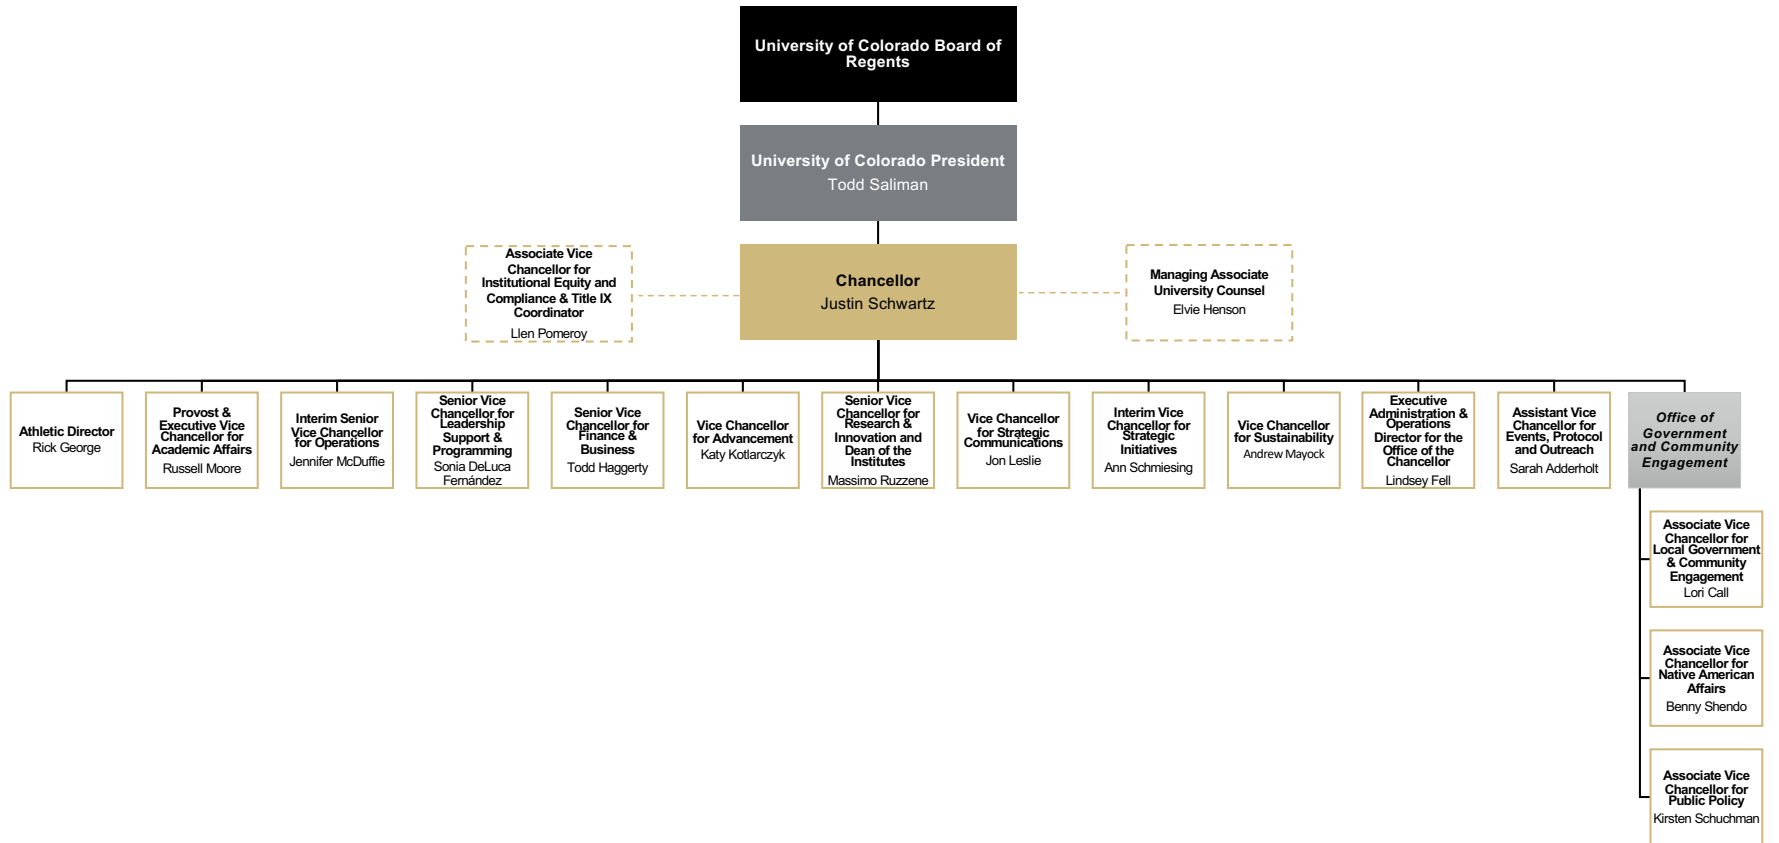 University of Colorado Board of
Regents
University of Colorado President
Todd Saliman
Associate Vice
Chancellor for
Institutional Equity and
Compliance & Title IX
Coordinator
Llen Pomeroy
Chancellor
Justin Schwartz
Managing Associate
University Counsel
Elvie Henson
Athletic Director
Rick George
Provost &
Executive Vice
Chancellor for
Academic Affairs
Russell Moore
Interim Senior
Vice Chancellor
for Operations
Jennifer McDuffie
Senior Vice
Chancellor for
Leadership
Support &
Programming
Sonia DeLuca
Fernández
Senior Vice
Chancellor for
Finance &
Business
Todd Haggerty
Vice Chancellor
for Advancement
Katy Kotlarczyk
Senior Vice
Chancellor for
Research &
Innovation and
Dean of the
Institutes
Massimo Ruzzene
Vice Chancellor
for Strategic
Communications
Jon Leslie
Interim Vice
Chancellor for
Strategic
Initiatives
Ann Schmiesing
Vice Chancellor
for Sustainability
Andrew Mayock
Executive
Administration &
Operations
Director for the
Office of the
Chancellor
Lindsey Fell
Assistant Vice
Chancellor for
Events, Protocol
and Outreach
Sarah Adderholt
Office of
Government
and Community
Engagement
Associate Vice
Chancellor for
Local Government
& Community
Engagement
Lori Call
Associate Vice
Chancellor for
Native American
Affairs
Benny Shendo
Associate Vice
Chancellor for
Public Policy
Kirsten Schuchman